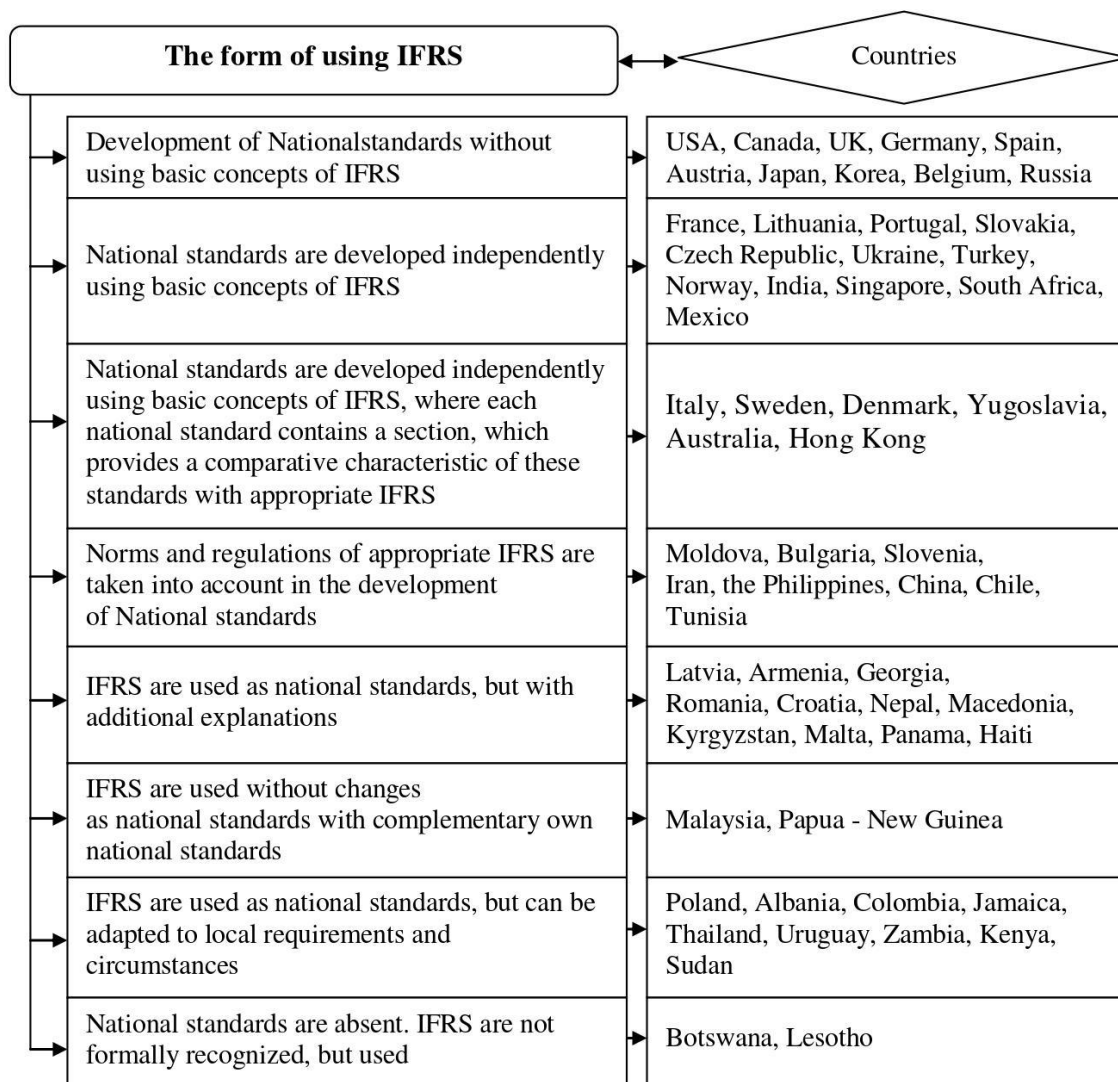 The form of using IFRS
Countries
Development of Nationalstandards without
using basic concepts of IFRS
USA, Canada, UK, Germany, Spain,
Austria, Japan, Korea, Belgium, Russia
National standards are developed independently
using basic concepts of IFRS
France, Lithuania, Portugal, Slovakia,
Czech Republic, Ukraine, Turkey,
Norway, India, Singapore, South Africa,
Mexico
National standards are developed independently
using basic concepts of IFRS, where each
national standard contains a section, which
provides a comparative characteristic of these
standards with appropriate IFRS
Italy, Sweden, Denmark, Yugoslavia,
Australia, Hong Kong
Norms and regulations of appropriate IFRS are
taken into account in the development
of National standards
Moldova, Bulgaria, Slovenia,
Iran, the Philippines, China, Chile,
Tunisia
IFRS are used as national standards, but with
additional explanations
Latvia, Armenia, Georgia,
Romania, Croatia, Nepal, Macedonia,
Kyrgyzstan, Malta, Panama, Haiti
IFRS are used without changes
as national standards with complementary own
national standards
Malaysia, Papua - New Guinea
IFRS are used as national standards, but can be
adapted to local requirements and
circumstances
Poland, Albania, Colombia, Jamaica,
Thailand, Uruguay, Zambia, Kenya,
Sudan
National standards are absent. IFRS are not
formally recognized, but used
Botswana, Lesotho